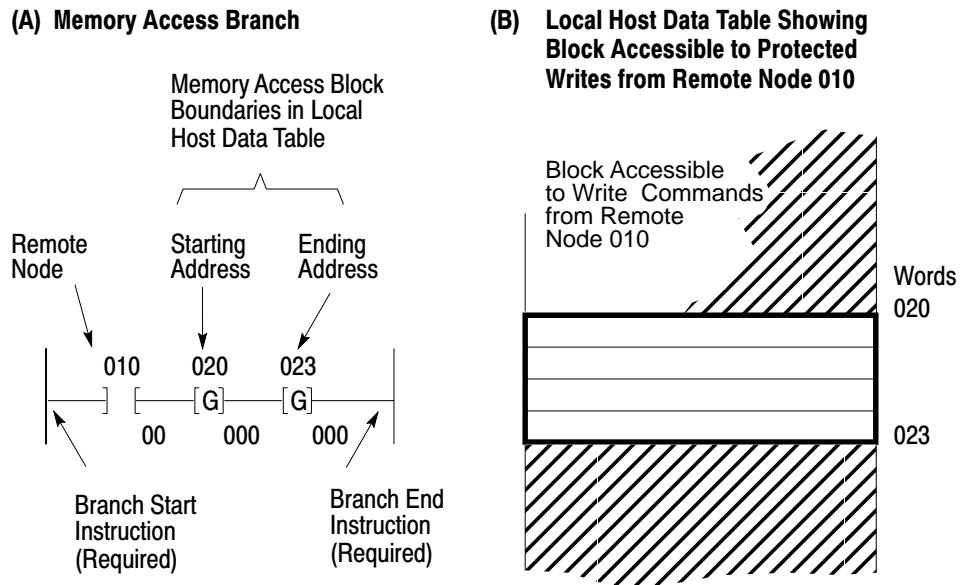 (A) Memory Access Branch
Memory Access Block
Boundaries in Local
Host Data Table
Remote
Node
Starting
Address
Ending
Address
010 020 023
] [ [G] [G]
00 000 000
Branch Start
Instruction
(Required)
Branch End
Instruction
(Required)
(B) Local Host Data Table Showing
Block Accessible to Protected
Writes from Remote Node 010
Block Accessible
to Write Commands
from Remote
Node 010
Words
020
023